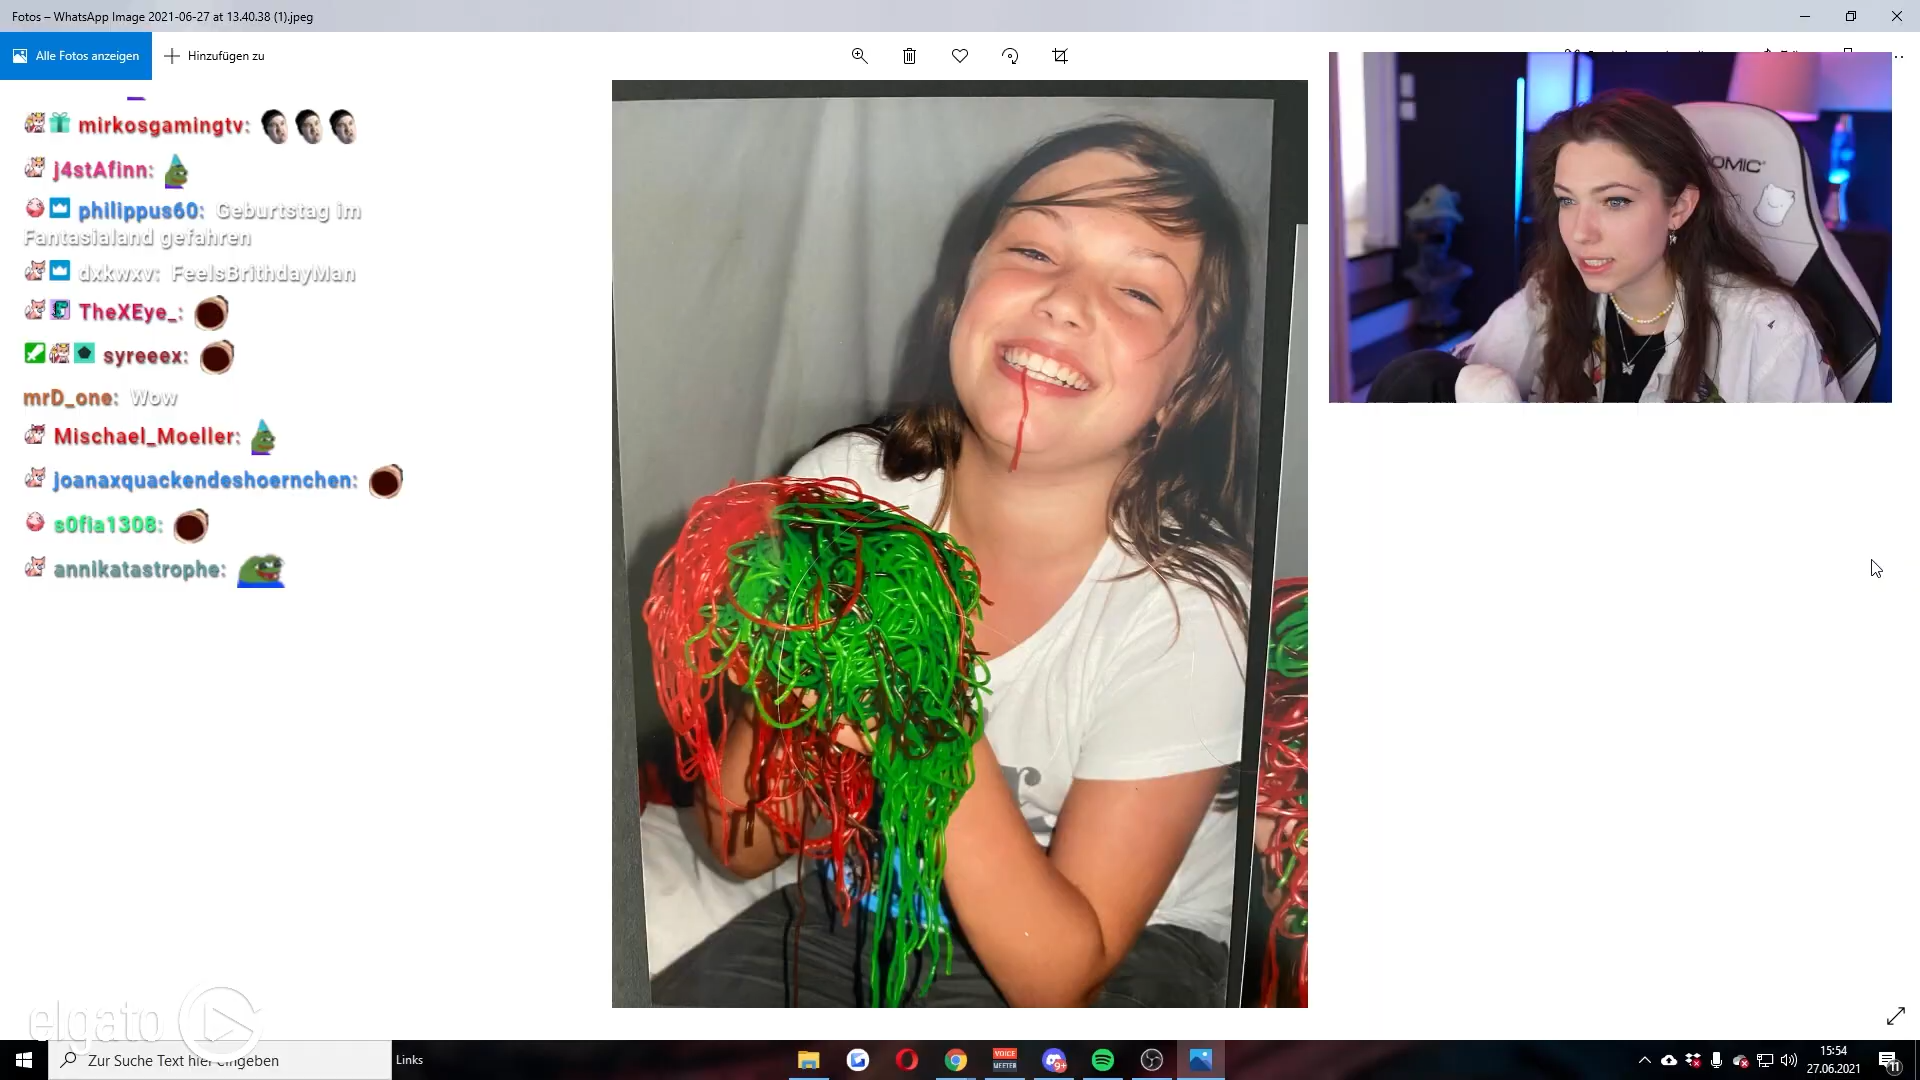 Fotos – WhatsApp Image 2021-06-27 at 13.40.38 (1).jpeg
Alle Fotos anzeigen
Hinzufügen zu
mirkosgamingtv:
j4stAfinn:
philippus60: Geburtstag im
Fantasialand gefahren
dxkwxv: FeelsBrithdayMan
TheXEye_:
syreeex:
mrD_one: Wow
Mischael_Moeller:
joanaxquackendeshoernchen:
s0fia1308:
annikatastrophe:
OMIC
elgato
Zur Suche Text hier eingeben
Links
VOICE
MEETER
9+
15:54
27.06.2021
11